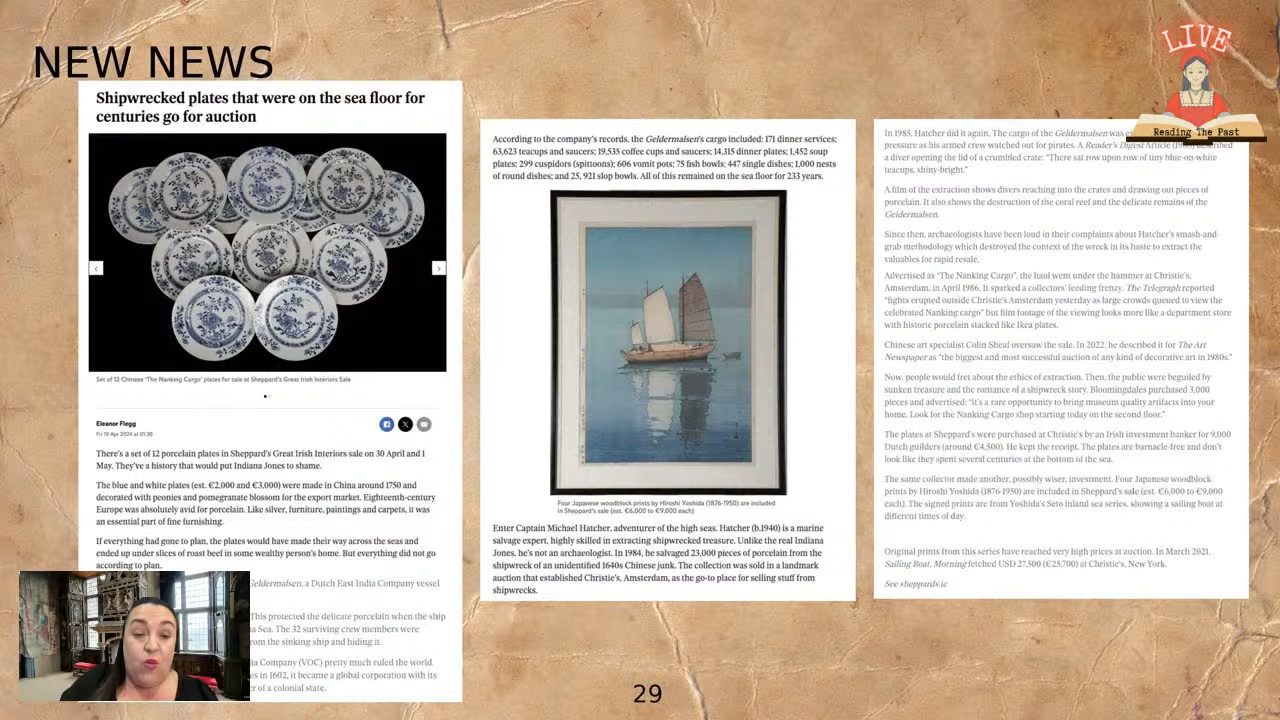 NEW NEWS
LIVE
Reading The Past
Shipwrecked plates that were on the sea floor for
centuries go for auction
Set of 12 Chinese 'The Nanking Cargo' plates for sale at Sheppard's Great Irish Interiors Sale
Eleanor Flegg
Fri 19 Apr 2024 at 01:30
There's a set of 12 porcelain plates in Sheppard's Great Irish Interiors sale on 30 April and 1
May. They've a history that would put Indiana Jones to shame.
The blue and white plates (est. €2,000 and €3,000) were made in China around 1750 and
decorated with peonies and pomegranate blossom for the export market. Eighteenth-century
Europe was absolutely avid for porcelain. Like silver, furniture, paintings and carpets, it was
an essential part of fine furnishing.
If everything had gone to plan, the plates would have made their way across the seas and
ended up under slices of roast beef in some wealthy person's home. But everything did not go
according to plan.
Geldermalsen, a Dutch East India Company vessel
This protected the delicate porcelain when the ship
Sea. The 32 surviving crew members were
rom the sinking ship and hiding it.
ia Company (VOC) pretty much ruled the world.
es in 1602, it became a global corporation with its
r of a colonial state.
According to the company's records, the Geldermalsen's cargo included: 171 dinner services;
63,623 teacups and saucers; 19,535 coffee cups and saucers; 14,315 dinner plates; 1,452 soup
plates; 299 cuspidors (spittoons); 606 vomit pots; 75 fish bowls; 447 single dishes; 1,000 nests
of round dishes; and 25, 921 slop bowls. All of this remained on the sea floor for 233 years.
Four Japanese woodblock prints by Hiroshi Yoshida (1876-1950) are included
in Sheppard's sale (est. €6,000 to €9,000 each)
Enter Captain Michael Hatcher, adventurer of the high seas. Hatcher (b.1940) is a marine
salvage expert, highly skilled in extracting shipwrecked treasure. Unlike the real Indiana
Jones, he's not an archaeologist. In 1984, he salvaged 23,000 pieces of porcelain from the
shipwreck of an unidentified 1640s Chinese junk. The collection was sold in a landmark
auction that established Christie's, Amsterdam, as the go-to place for selling stuff from
shipwrecks.
In 1985, Hatcher did it again. The cargo of the Geldermalsen was
pressure as his armed crew watched out for pirates. A Reader's Digest Article described
a diver opening the lid of a crumbled crate: "There sat row upon row of tiny blue-on-white
teacups, shiny-bright."
A film of the extraction shows divers reaching into the crates and drawing out pieces of
porcelain. It also shows the destruction of the coral reef and the delicate remains of the
Geldermalsen.
Since then, archaeologists have been loud in their complaints about Hatcher's smash-and-
grab methodology which destroyed the context of the wreck in its haste to extract the
valuables for rapid resale.
Advertised as "The Nanking Cargo", the haul went under the hammer at Christie's,
Amsterdam, in April 1986. It sparked a collectors' feeding frenzy. The Telegraph reported
"fights erupted outside Christie's Amsterdam yesterday as large crowds queued to view the
celebrated Nanking cargo" but film footage of the viewing looks more like a department store
with historic porcelain stacked like Ikea plates.
Chinese art specialist Colin Sheaf oversaw the sale. In 2022, he described it for The Art
Newspaper as "the biggest and most successful auction of any kind of decorative art in 1980s."
Now, people would fret about the ethics of extraction. Then, the public were beguiled by
sunken treasure and the romance of a shipwreck story. Bloomingdales purchased 3,000
pieces and advertised: "it's a rare opportunity to bring museum quality artifacts into your
home. Look for the Nanking Cargo shop starting today on the second floor."
The plates at Sheppard's were purchased at Christie's by an Irish investment banker for 9,000
Dutch guilders (around €4,500). He kept the receipt. The plates are barnacle-free and don't
look like they spent several centuries at the bottom of the sea.
The same collector made another, possibly wiser, investment. Four Japanese woodblock
prints by Hiroshi Yoshida (1876-1950) are included in Sheppard's sale (est. €6,000 to €9,000
each). The signed prints are from Yoshida's Seto inland sea series, showing a sailing boat at
different times of day.
Original prints from this series have reached very high prices at auction. In March 2021,
Sailing Boat, Morning fetched USD 27,500 (€25,700) at Christie's, New York.
See sheppards.ie
29